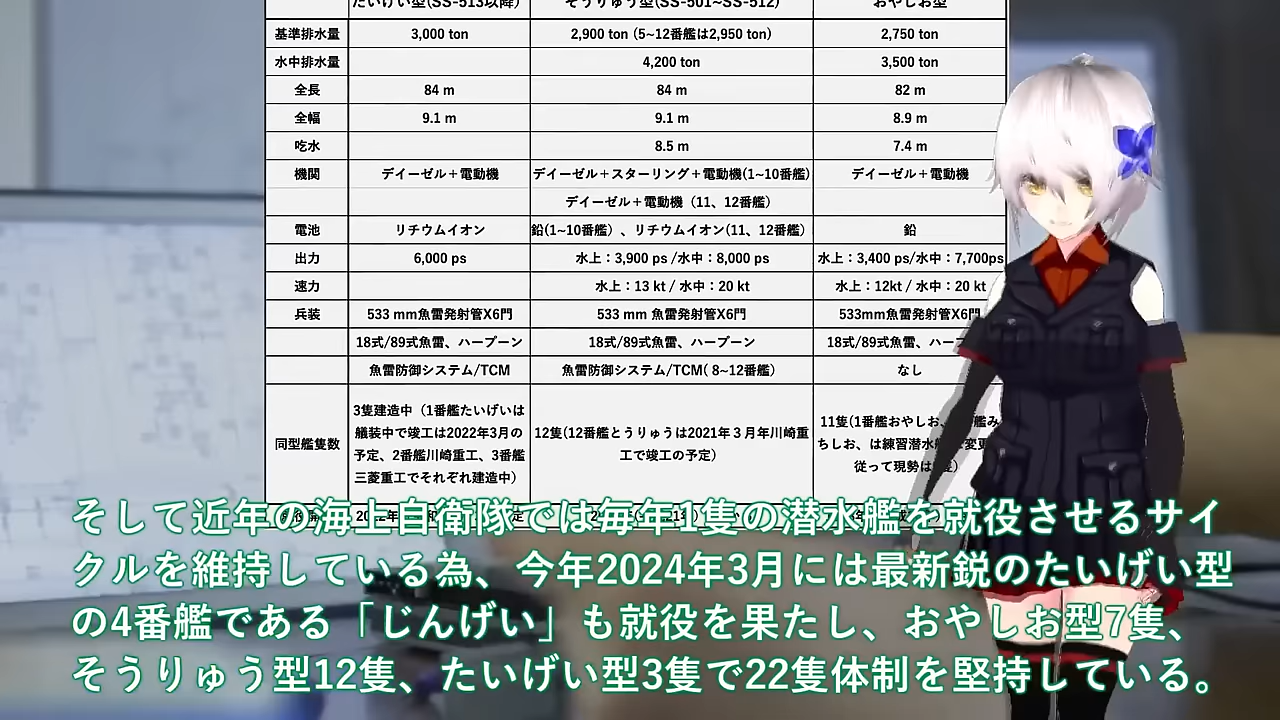 たいげい型(SS-513以降) そうりゅう型(SS-501~SS-512) おやしお型
基準排水量 3,000 ton 2,900 ton (5~12番艦は2,950 ton) 2,750 ton
水中排水量 4,200 ton 3,500 ton
全長 84 m 84 m 82 m
全幅 9.1 m 9.1 m 8.9 m
吃水 8.5 m 7.4 m
機関 デイーゼル＋電動機 デイーゼル＋スターリング＋電動機(1~10番艦) デイーゼル＋電動機
デイーゼル＋電動機（11、12番艦）
電池 リチウムイオン 鉛(1~10番艦）、リチウムイオン(11、12番艦） 鉛
出力 6,000 ps 水上：3,900 ps /水中：8,000 ps 水上：3,400 ps/水中：7,700ps
速力 水上：13 kt / 水中：20 kt 水上：12kt / 水中：20 kt
兵装 533 mm魚雷発射管X6門 533 mm 魚雷発射管X6門 533mm魚雷発射管X6門
18式/89式魚雷、ハープーン 18式/89式魚雷、ハープーン 18式/89式魚雷、ハープ
魚雷防御システム/TCM 魚雷防御システム/TCM( 8~12番艦） なし
同型艦隻数
3隻建造中（1番艦たいげいは
艤装中で竣工は2022年3月の
予定、2番艦川崎重工、3番艦
三菱重工でそれぞれ建造中）
12隻(12番艦とうりゅうは2021年３月年川崎重
工で竣工の予定）
11隻(1番艦おやしお、
ちしお、は練習潜水
従って現勢は
そして近年の海上自衛隊では毎年1隻の潜水艦を就役させるサイ
クルを維持している為、今年2024年3月には最新鋭のたいげい型
の4番艦である「じんげい」も就役を果たし、おやしお型7隻、
そうりゅう型12隻、たいげい型3隻で22隻体制を堅持している。